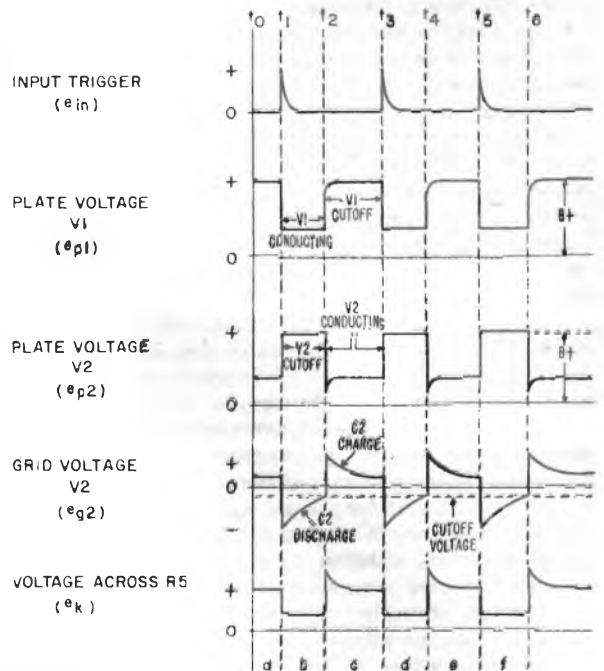 t0 t1 t2 t3 t4 t5 t6
INPUT TRIGGER
(e in)
+
0
PLATE VOLTAGE
V1
(ep1)
+
0
V1
CONDUCTING
V1
CUTOFF
B+
PLATE VOLTAGE
V2
(ep2)
+
0
V2
CUTOFF
V2
CONDUCTING
B+
GRID VOLTAGE
V2
(eg2)
+
0
−
C2
CHARGE
C2
DISCHARGE
CUTOFF
VOLTAGE
VOLTAGE ACROSS R5
(ek)
+
0
a b c d e f